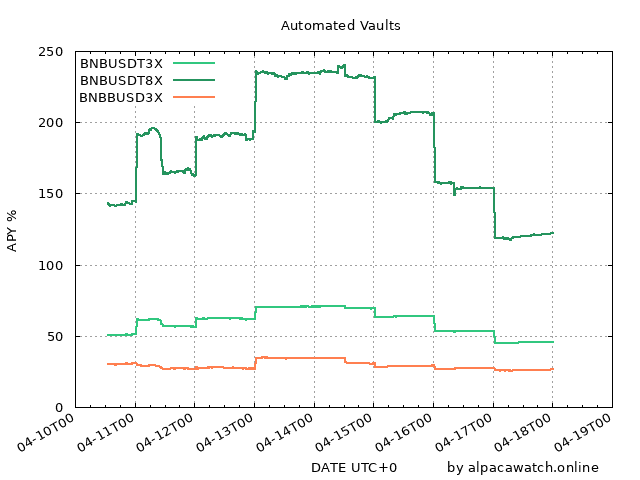 Automated Vaults
250
200
150
100
50
0
APY %
BNBUSDT3X
BNBUSDT8X
BNBBUSD3X
04-10T00
04-11T00
04-12T00
04-13T00
04-14T00
04-15T00
04-16T00
04-17T00
04-18T00
04-19T00
DATE UTC+0
by alpacawatch.online